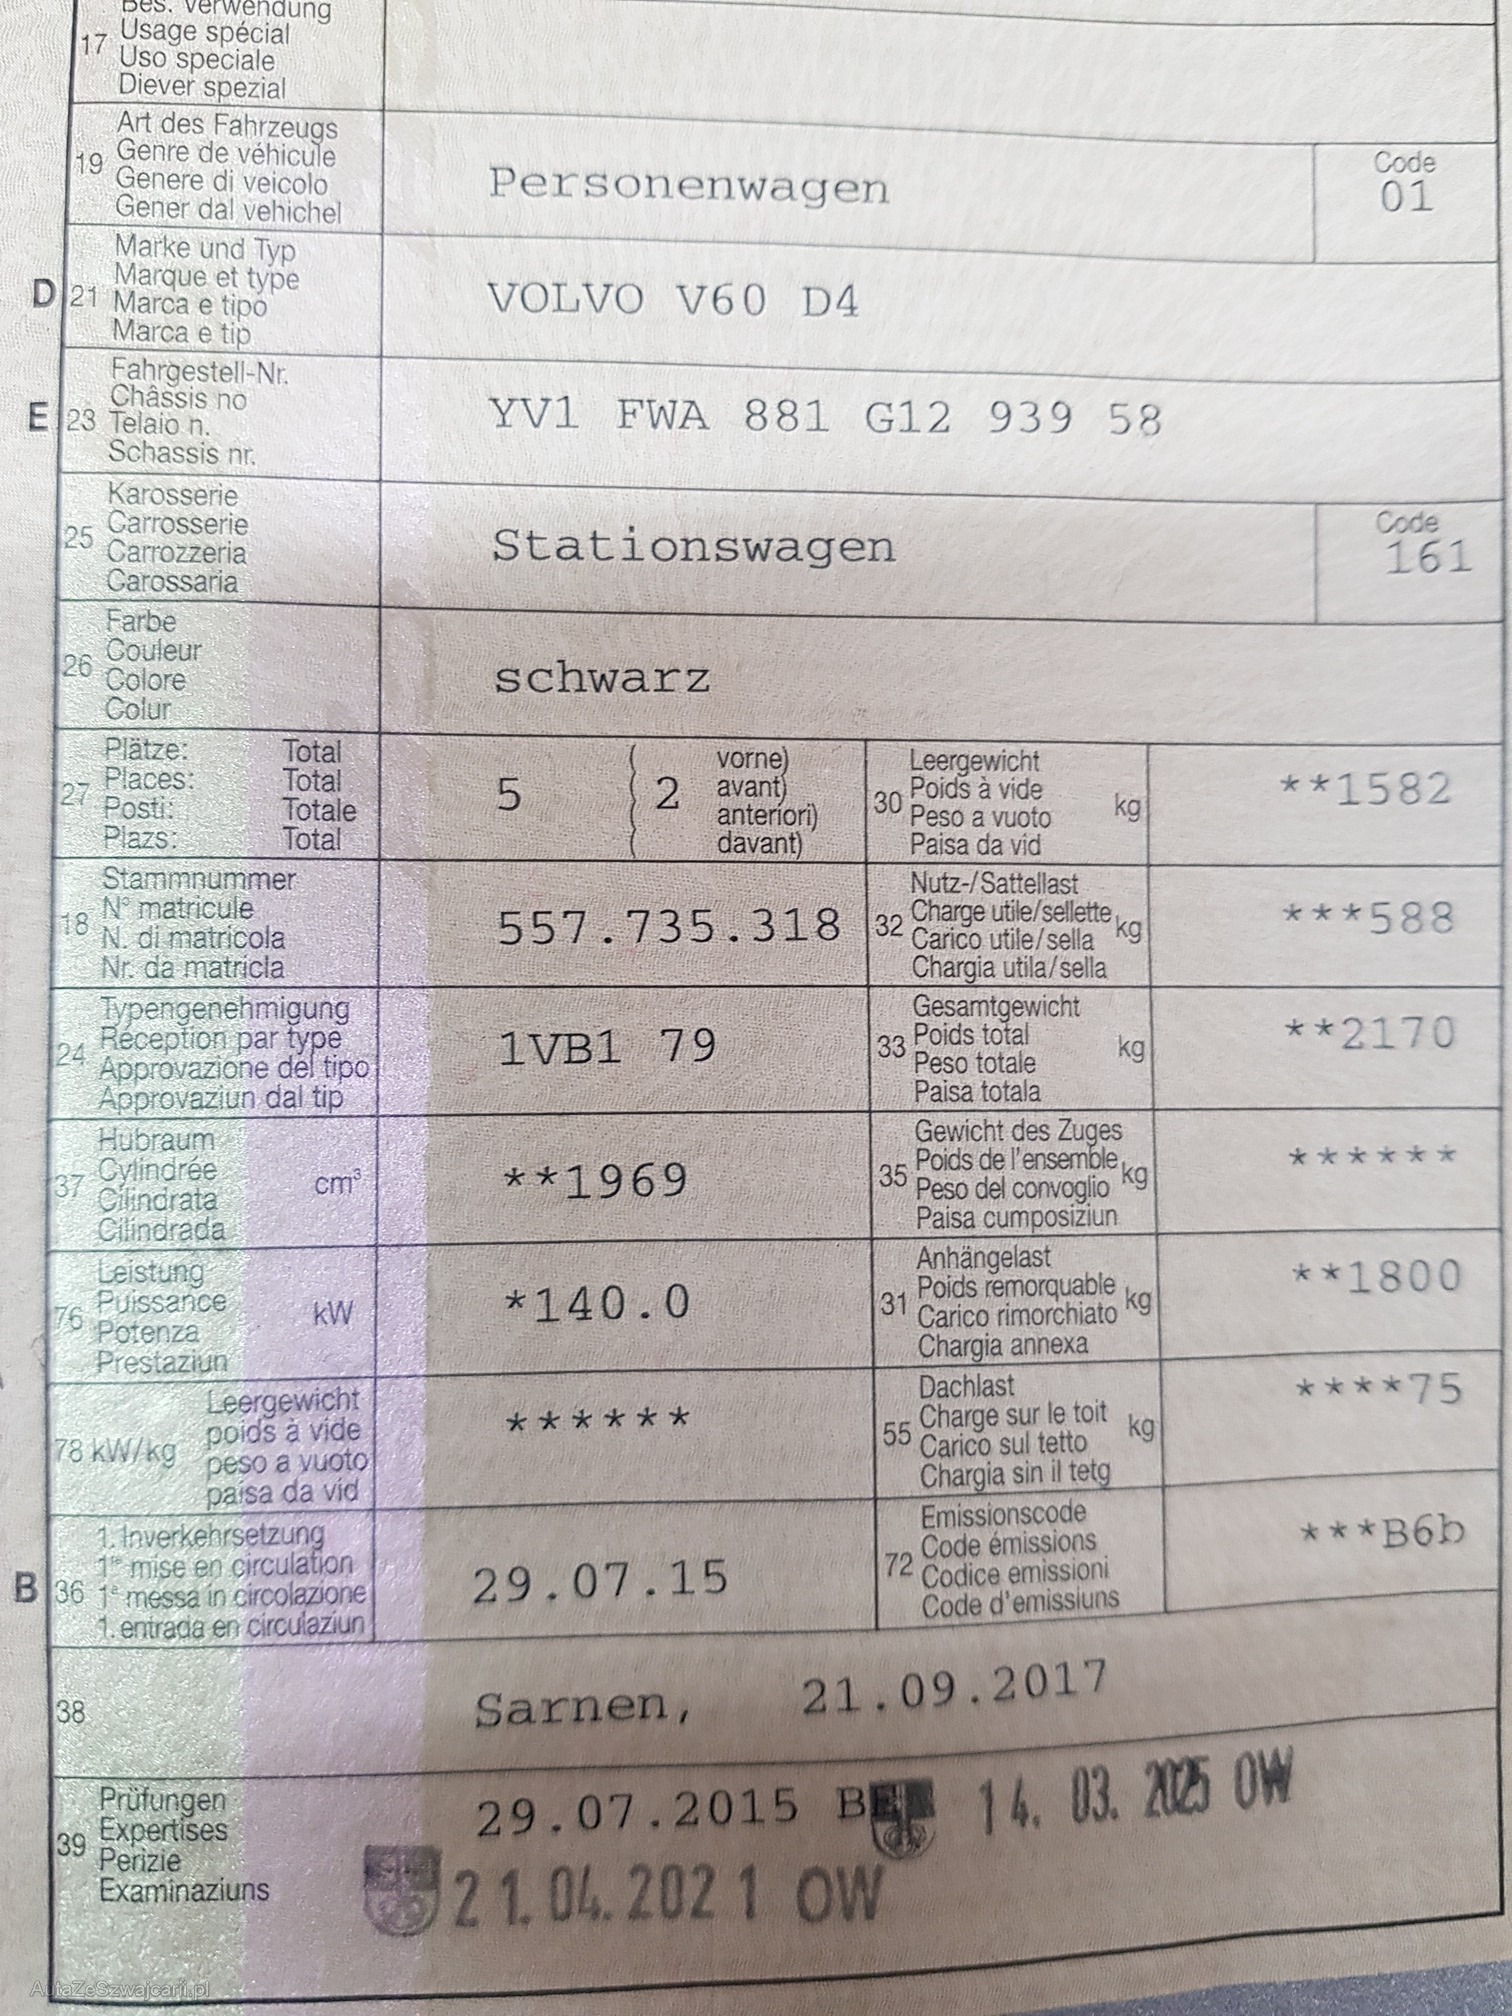 Bes. Verwendung
17 Usage spécial
Uso speciale
Diever spezial
Art des Fahrzeugs
19 Genre de véhicule
Genere di veicolo
Gener dal vehichel
Personenwagen
Code
01
Marke und Typ
D 21 Marque et type
Marca e tipo
Marca e tip
VOLVO V60 D4
Fahrgestell-Nr.
Châssis no
E 23 Telaio n.
Schassis nr.
YV1 FWA 881 G12 939 58
Karosserie
25 Carrosserie
Carrozzeria
Carossaria
Stationswagen
Code
161
Farbe
26 Couleur
Colore
Colur
schwarz
Plätze: Total
27 Places: Total
Posti: Totale
Plazs: Total
5 ( 2 vorne)
avant)
anteriori)
davant)
Leergewicht
30 Poids à vide
Peso a vuoto kg
Paisa da vid
**1582
Stammnummer
18 N° matricule
N. di matricola
Nr. da matricla
557.735.318
Nutz-/Sattellast
32 Charge utile/sellette kg
Carico utile/sella
Chargia utila/sella
***588
Typengenehmigung
24 Réception par type
Approvazione del tipo
Approvaziun dal tip
1VB1 79
Gesamtgewicht
33 Poids total kg
Peso totale
Paisa totala
**2170
Hubraum
37 Cylindrée cm³
Cilindrata
Cilindrada
**1969
Gewicht des Zuges
35 Poids de l'ensemble kg
Peso del convoglio
Paisa cumposiziun
******
Leistung
76 Puissance kW
Potenza
Prestaziun
*140.0
Anhängelast
31 Poids remorquable kg
Carico rimorchiato
Chargia annexa
**1800
Leergewicht
78 kW/kg poids à vide
peso a vuoto
paisa da vid
******
Dachlast
55 Charge sur le toit kg
Carico sul tetto
Chargia sin il tetg
****75
1. Inverkehrsetzung
1re mise en circulation
B 36 1a messa in circolazione
1. entrada en circulaziun
29.07.15
Emissionscode
72 Code émissions
Codice emissioni
Code d'emissiuns
***B6b
38 Sarnen, 21.09.2017
Prüfungen
39 Expertises
Perizie
Examinaziuns
29.07.2015 BE 14. 03. 2025 OW
21.04.2021 OW
AutaZeSzwajcarii.pl